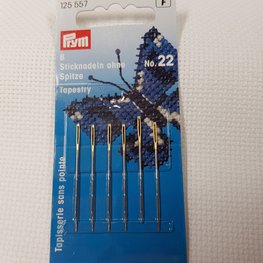 125 557
F
Prym
6
Sticknadeln ohne
Spitze
No. 22
Tapestry
Tapisserie sans pointe